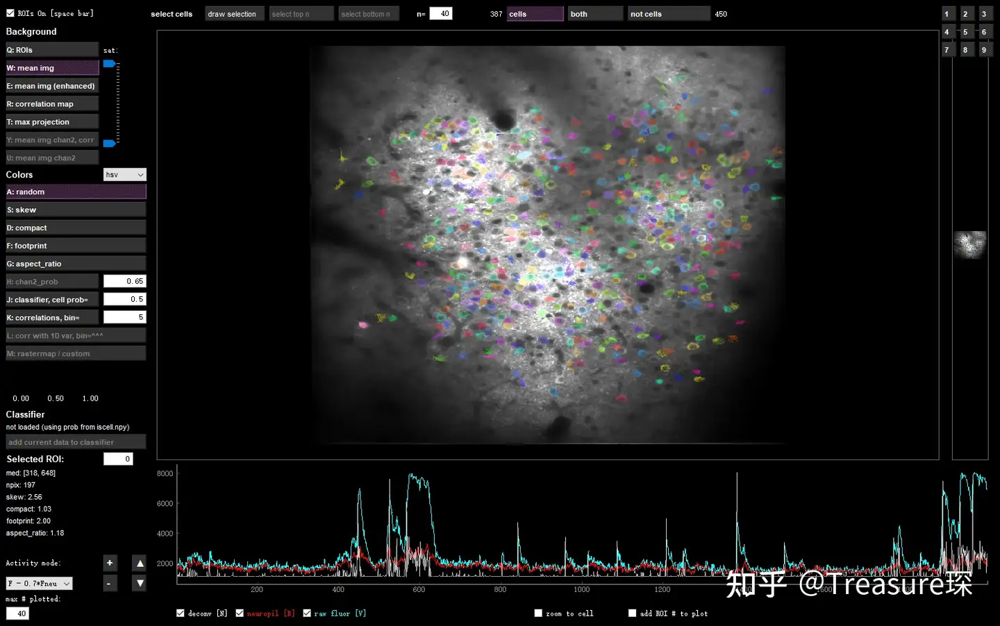 ROIs On [space bar]
select cells
draw selection
select top n
select bottom n
n= 40
387
cells
both
not cells
450
1 2 3
4 5 6
7 8 9
Background
Q: ROIs
sat:
W: mean img
E: mean img (enhanced)
R: correlation map
T: max projection
Y: mean img chan2, corr
U: mean img chan2
Colors
hsv
A: random
S: skew
D: compact
F: footprint
G: aspect_ratio
H: chan2_prob 0.65
J: classifier, cell prob= 0.5
K: correlations, bin= 5
L: corr with 1D var, bin=^^^
M: rastermap / custom
0.00 0.50 1.00
Classifier
not loaded (using prob from iscell.npy)
add current data to classifier
Selected ROI: 0
med: [318, 648]
npix: 197
skew: 2.56
compact: 1.03
footprint: 2.00
aspect_ratio: 1.18
Activity mode:
+ ▲
F - 0.7*Fneu
- ▼
max # plotted:
40
8000
6000
4000
2000
200 400 600 800 1000 1200 1400 1600 1800
deconv [N]
neuropil [B]
raw fluor [V]
zoom to cell
add ROI # to plot
知乎 @Treasure琛